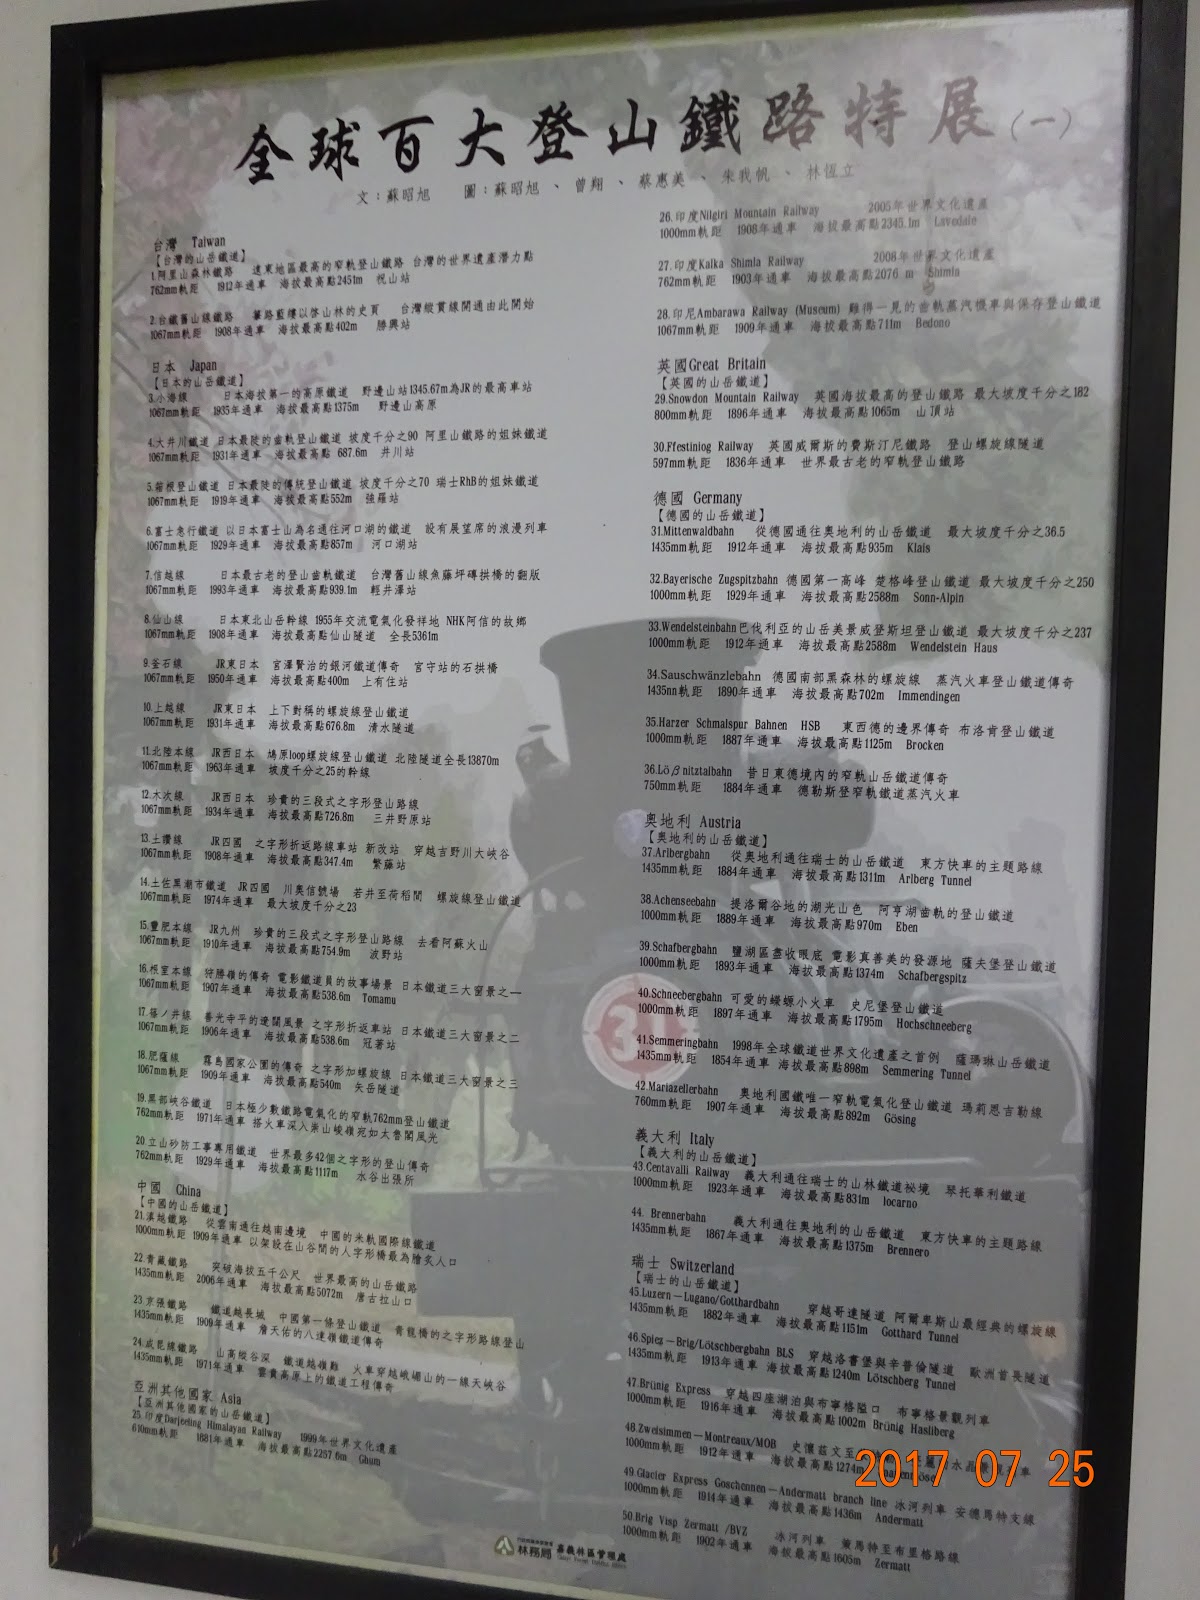 全球百大登山鐵路特展(一)
文：蘇昭旭 圖：蘇昭旭、曾翔、蔡惠美、朱我帆、林恆立
台灣 Taiwan
【台灣的山岳鐵道】
1.阿里山森林鐵路 遠東地區最高的窄軌登山鐵路 台灣的世界遺產潛力點
762mm軌距 1912年通車 海拔最高點2451m 祝山站
2.台鐵舊山線鐵路 篳路藍縷以啓山林的史頁 台灣縱貫線開通由此開始
1067mm軌距 1908年通車 海拔最高點402m 勝興站
日本 Japan
【日本的山岳鐵道】
3.小海線 日本海拔第一的高原鐵道 野邊山站1345.67m為JR的最高車站
1067mm軌距 1935年通車 海拔最高點1375m 野邊山高原
4.大井川鐵道 日本最陡的齒軌登山鐵道 坡度千分之90 阿里山鐵路的姐妹鐵道
1067mm軌距 1931年通車 海拔最高點 687.6m 井川站
5.箱根登山鐵道 日本最陡的傳統登山鐵道 坡度千分之70 瑞士RhB的姐妹鐵道
1067mm軌距 1919年通車 海拔最高點552m 強羅站
6.富士急行鐵道 以日本富士山為名通往河口湖的鐵道 設有展望席的浪漫列車
1067mm軌距 1929年通車 海拔最高點857m 河口湖站
7.信越線 日本最古老的登山齒軌鐵道 台灣舊山線魚藤坪磚拱橋的翻版
1067mm軌距 1993年通車 海拔最高點939.1m 輕井澤站
8.仙山線 日本東北山岳幹線 1955年交流電氣化發祥地 NHK阿信的故鄉
1067mm軌距 1908年通車 海拔最高點仙山隧道 全長5361m
9.釜石線 JR東日本 宮澤賢治的銀河鐵道傳奇 宮守站的石拱橋
1067mm軌距 1950年通車 海拔最高點400m 上有住站
10.上越線 JR東日本 上下對稱的螺旋線登山鐵道
1067mm軌距 1931年通車 海拔最高點676.8m 清水隧道
11.北陸本線 JR西日本 鳩原loop螺旋線登山鐵道 北陸隧道全長13870m
1067mm軌距 1963年通車 坡度千分之25的幹線
12.木次線 JR西日本 珍貴的三段式之字形登山路線
1067mm軌距 1934年通車 海拔最高點726.8m 三井野原站
13.土讚線 JR四國 之字形折返路線車站 新改站 穿越吉野川大峽谷
1067mm軌距 1908年通車 海拔最高點347.4m 繁藤站
14.土佐黑潮市鐵道 JR四國 川奧信號場 若井至荷稻間 螺旋線登山鐵道
1067mm軌距 1974年通車 最大坡度千分之23
15.豐肥本線 JR九州 珍貴的三段式之字形登山路線 去看阿蘇火山
1067mm軌距 1910年通車 海拔最高點754.9m 波野站
16.根室本線 狩勝嶺的傳奇 電影鐵道員的故事場景 日本鐵道三大窗景之一
1067mm軌距 1907年通車 海拔最高點538.6m Tomamu
17.篠ノ井線 善光寺平的遼闊風景 之字形折返車站 日本鐵道三大窗景之二
1067mm軌距 1906年通車 海拔最高點538.6m 冠著站
18.肥薩線 霧島國家公園的傳奇 之字形加螺旋線 日本鐵道三大窗景之三
1067mm軌距 1909年通車 海拔最高點540m 矢岳隧道
19.黑部峽谷鐵道 日本極少數鐵路電氣化的窄軌762mm登山鐵道
762mm軌距 1971年通車 搭火車深入崇山峻嶺宛如太魯閣風光
20.立山砂防工事專用鐵道 世界最多42個之字形的登山傳奇
762mm軌距 1929年通車 海拔最高點1117m 水谷出張所
中國 China
【中國的山岳鐵道】
21.滇越鐵路 從雲南通往越南邊境 中國的米軌國際線鐵道
1000mm軌距 1909年通車 以架設在山谷間的人字形橋最為膾炙人口
22.青藏鐵路 突破海拔五千公尺 世界最高的山岳鐵路
1435mm軌距 2006年通車 海拔最高點5072m 唐古拉山口
23.京張鐵路 鐵道越長城 中國第一條登山鐵道 青龍橋的之字形路線登山
1435mm軌距 1909年通車 詹天佑的八達嶺鐵道傳奇
24.成昆線鐵路 山高縱谷深 鐵道越嶺難 火車穿越峨嵋山的一線天峽谷
1435mm軌距 1971年通車 雲貴高原上的鐵道工程傳奇
亞洲其他國家 Asia
【亞洲其他國家的山岳鐵道】
25.印度Darjeeling Himalayan Railway 1999年世界文化遺產
610mm軌距 1881年通車 海拔最高點2257.6m Ghum
26.印度Nilgiri Mountain Railway 2005年世界文化遺產
1000mm軌距 1908年通車 海拔最高點2345.1m Lavedale
27.印度Kalka Shimla Railway 2008年世界文化遺產
762mm軌距 1903年通車 海拔最高點2076 m Shimla
28.印尼Ambarawa Railway (Museum) 難得一見的齒軌蒸汽機車與保存登山鐵道
1067mm軌距 1909年通車 海拔最高點711m Bedono
英國Great Britain
【英國的山岳鐵道】
29.Snowdon Mountain Railway 英國海拔最高的登山鐵路 最大坡度千分之182
800mm軌距 1896年通車 海拔最高點1065m 山頂站
30.Ffestiniog Railway 英國威爾斯的費斯汀尼鐵路 登山螺旋線隧道
597mm軌距 1836年通車 世界最古老的窄軌登山鐵路
德國 Germany
【德國的山岳鐵道】
31.Mittenwaldbahn 從德國通往奧地利的山岳鐵道 最大坡度千分之36.5
1435mm軌距 1912年通車 海拔最高點935m Klais
32.Bayerische Zugspitzbahn 德國第一高峰 楚格峰登山鐵道 最大坡度千分之250
1000mm軌距 1929年通車 海拔最高點2588m Sonn-Alpin
33.Wendelsteinbahn巴伐利亞的山岳美景威登斯坦登山鐵道 最大坡度千分之237
1000mm軌距 1912年通車 海拔最高點2588m Wendelstein Haus
34.Sauschwänzlebahn 德國南部黑森林的螺旋線 蒸汽火車登山鐵道傳奇
1435nm軌距 1890年通車 海拔最高點702m Immendingen
35.Harzer Schmalspur Bahnen HSB 東西德的邊界傳奇 布洛肯登山鐵道
1000mm軌距 1887年通車 海拔最高點1125m Brocken
36.Löβnitztalbahn 昔日東德境內的窄軌山岳鐵道傳奇
750mm軌距 1884年通車 德勒斯登窄軌鐵道蒸汽火車
奧地利 Austria
【奧地利的山岳鐵道】
37.Arlbergbahn 從奧地利通往瑞士的山岳鐵道 東方快車的主題路線
1435mm軌距 1884年通車 海拔最高點1311m Arlberg Tunnel
38.Achenseebahn 提洛爾谷地的湖光山色 阿亨湖齒軌的登山鐵道
1000mm軌距 1889年通車 海拔最高點970m Eben
39.Schafbergbahn 鹽湖區盡收眼底 電影真善美的發源地 薩夫堡登山鐵道
1000mm軌距 1893年通車 海拔最高點1374m Schafbergspitz
40.Schneebergbahn 可愛的蠑螈小火車 史尼堡登山鐵道
1000mm軌距 1897年通車 海拔最高點1795m Hochschneeberg
41.Semmeringbahn 1998年全球鐵道世界文化遺產之首例 薩瑪琳山岳鐵道
1435mm軌距 1854年通車 海拔最高點898m Semmering Tunnel
42.Mariazellerbahn 奧地利國鐵唯一窄軌電氣化登山鐵道 瑪莉恩吉勒線
760mm軌距 1907年通車 海拔最高點892m Gösing
義大利 Italy
【義大利的山岳鐵道】
43.Centavalli Railway 義大利通往瑞士的山林鐵道祕境 琴托華利鐵道
1000mm軌距 1923年通車 海拔最高點831m locarno
44. Brennerbahn 義大利通往奧地利的山岳鐵道 東方快車的主題路線
1435mm軌距 1867年通車 海拔最高點1375m Brennero
瑞士 Switzerland
【瑞士的山岳鐵道】
45.Luzern－Lugano/Gotthardbahn 穿越哥達隧道 阿爾卑斯山最經典的螺旋線
1435mm軌距 1882年通車 海拔最高點1151m Gotthard Tunnel
46.Spiez－Brig/Lötschbergbahn BLS 穿越洛書堡與辛普倫隧道 歐洲首長隧道
1435mm軌距 1913年通車 海拔最高點1240m Lötschberg Tunnel
47.Brünig Express 穿越四座湖泊與布寧格隘口 布寧格景觀列車
1000mm軌距 1916年通車 海拔最高點1002m Brünig Hasliberg
48.Zweisimmen－Montreaux/MOB 史懷茲文至 水晶 車
1000mm軌距 1912年通車 海拔最高點1274m
49 Glacier Express Goschennen－Andermatt branch line 冰河列車 安德馬特支線
1000mm軌距 1914年通車 海拔最高點1436m Andermatt
50.Brig Visp Zermatt /BVZ 冰河列車 策馬特至布里格路線
1000mm軌距 1902年通車 海拔最高點1605m Zermatt
31
林務局 嘉義林區管理處
2017 07 25